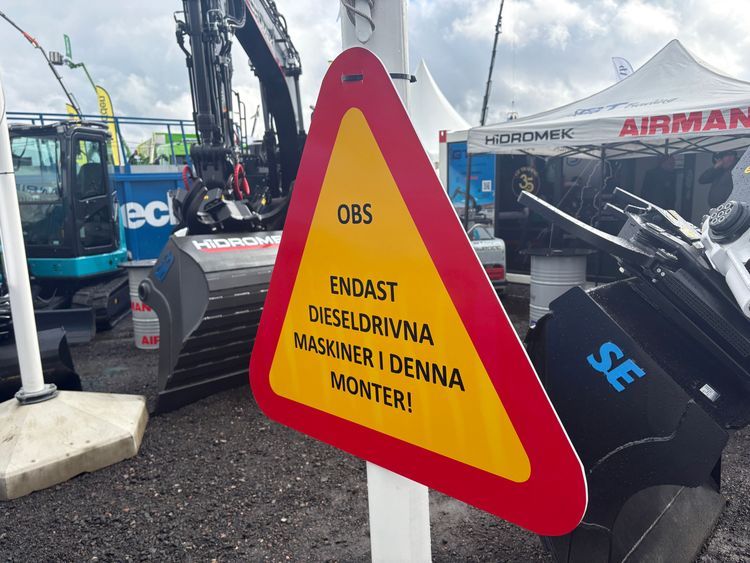 OBS
ENDAST
DIESELDRIVNA
MASKINER I DENNA
MONTER!
HiDROMEK
AIRMAN
HiDROMEK
SE